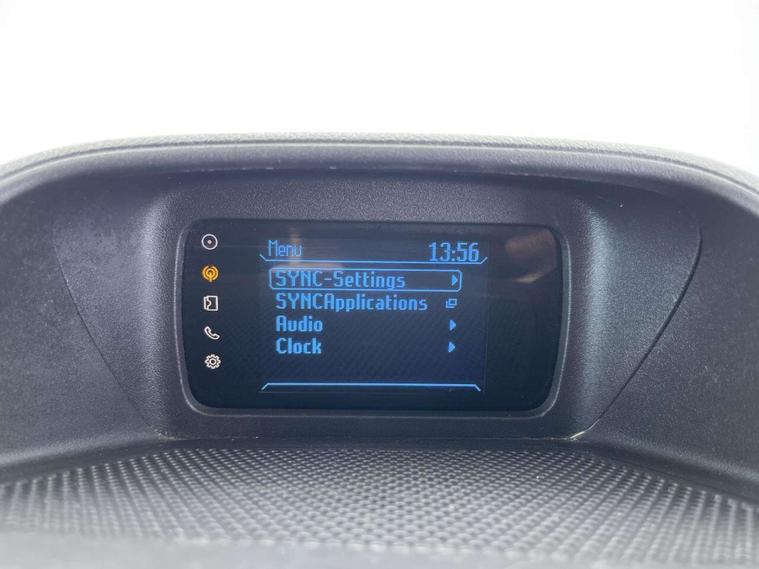 Menu 13:56
SYNC-Settings
SYNCApplications
Audio
Clock